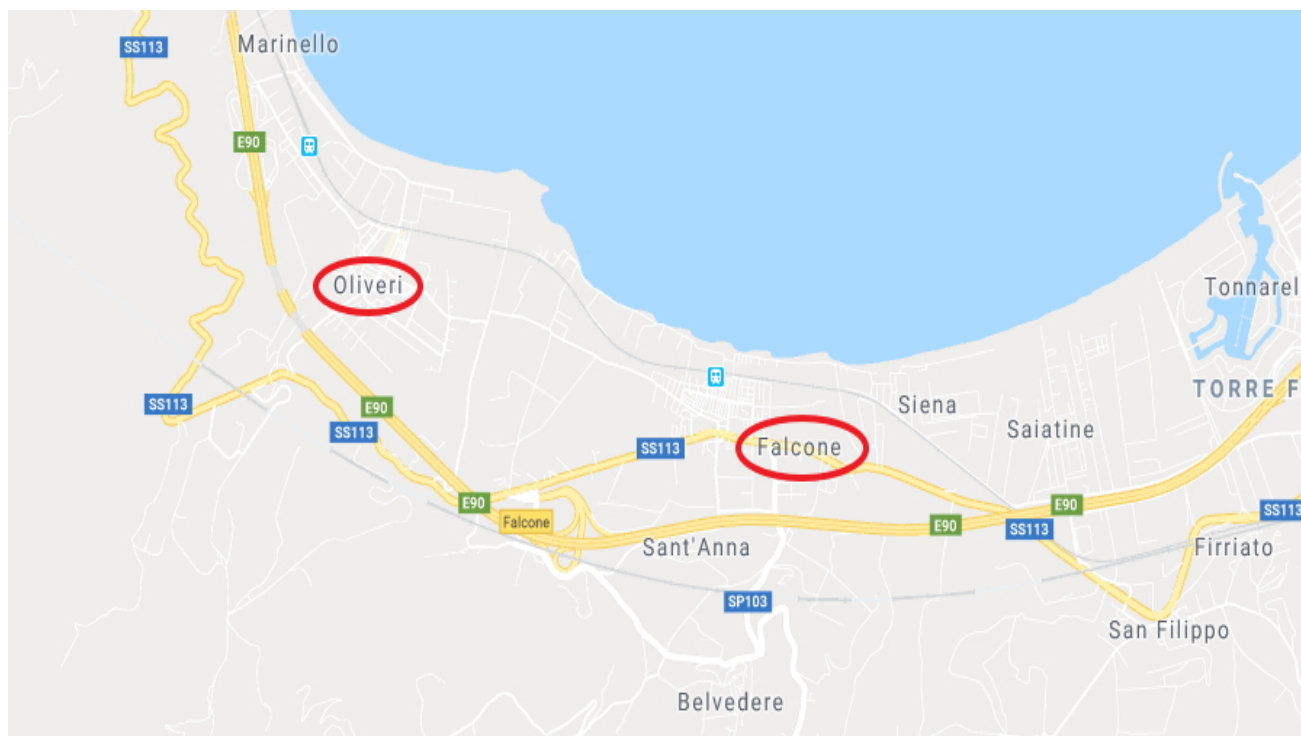 Marinello
SS113
E90
Oliveri
Tonnarel
TORRE F
SS113
E90
SS113
Siena
Saiatine
SS113
Falcone
E90
E90
Falcone
E90
SS113
SS113
Sant'Anna
Firriato
SP103
San Filippo
Belvedere